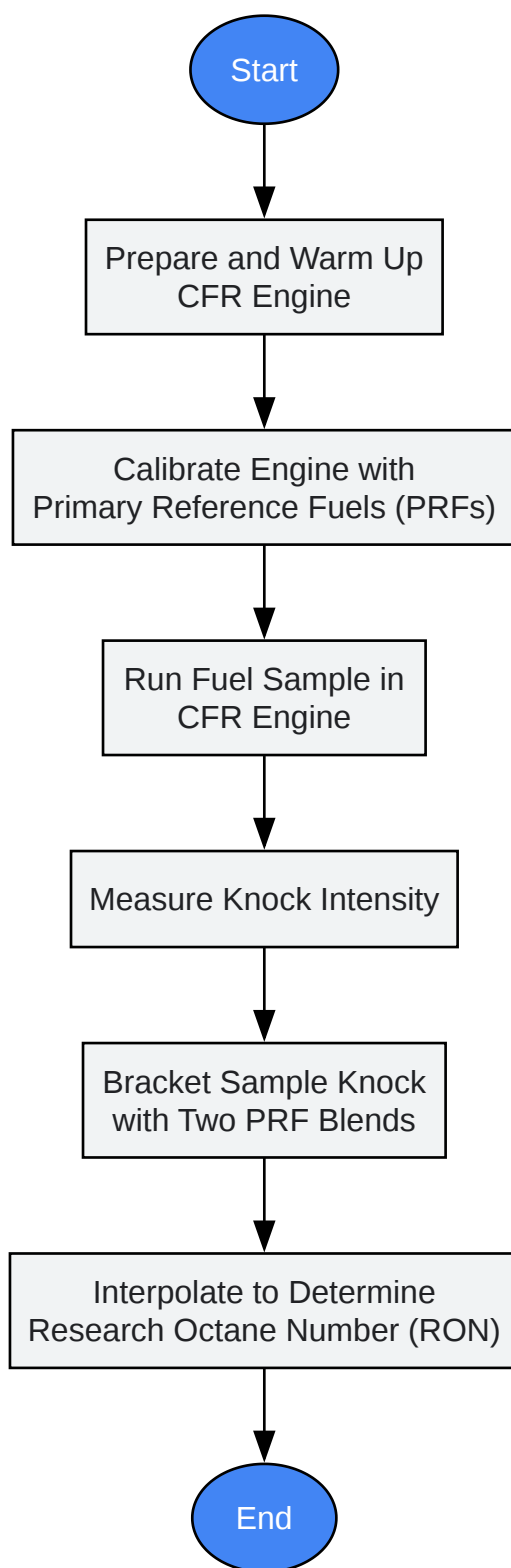 Start
Prepare and Warm Up
CFR Engine
Calibrate Engine with
Primary Reference Fuels (PRFs)
Run Fuel Sample in
CFR Engine
Measure Knock Intensity
Bracket Sample Knock
with Two PRF Blends
Interpolate to Determine
Research Octane Number (RON)
End